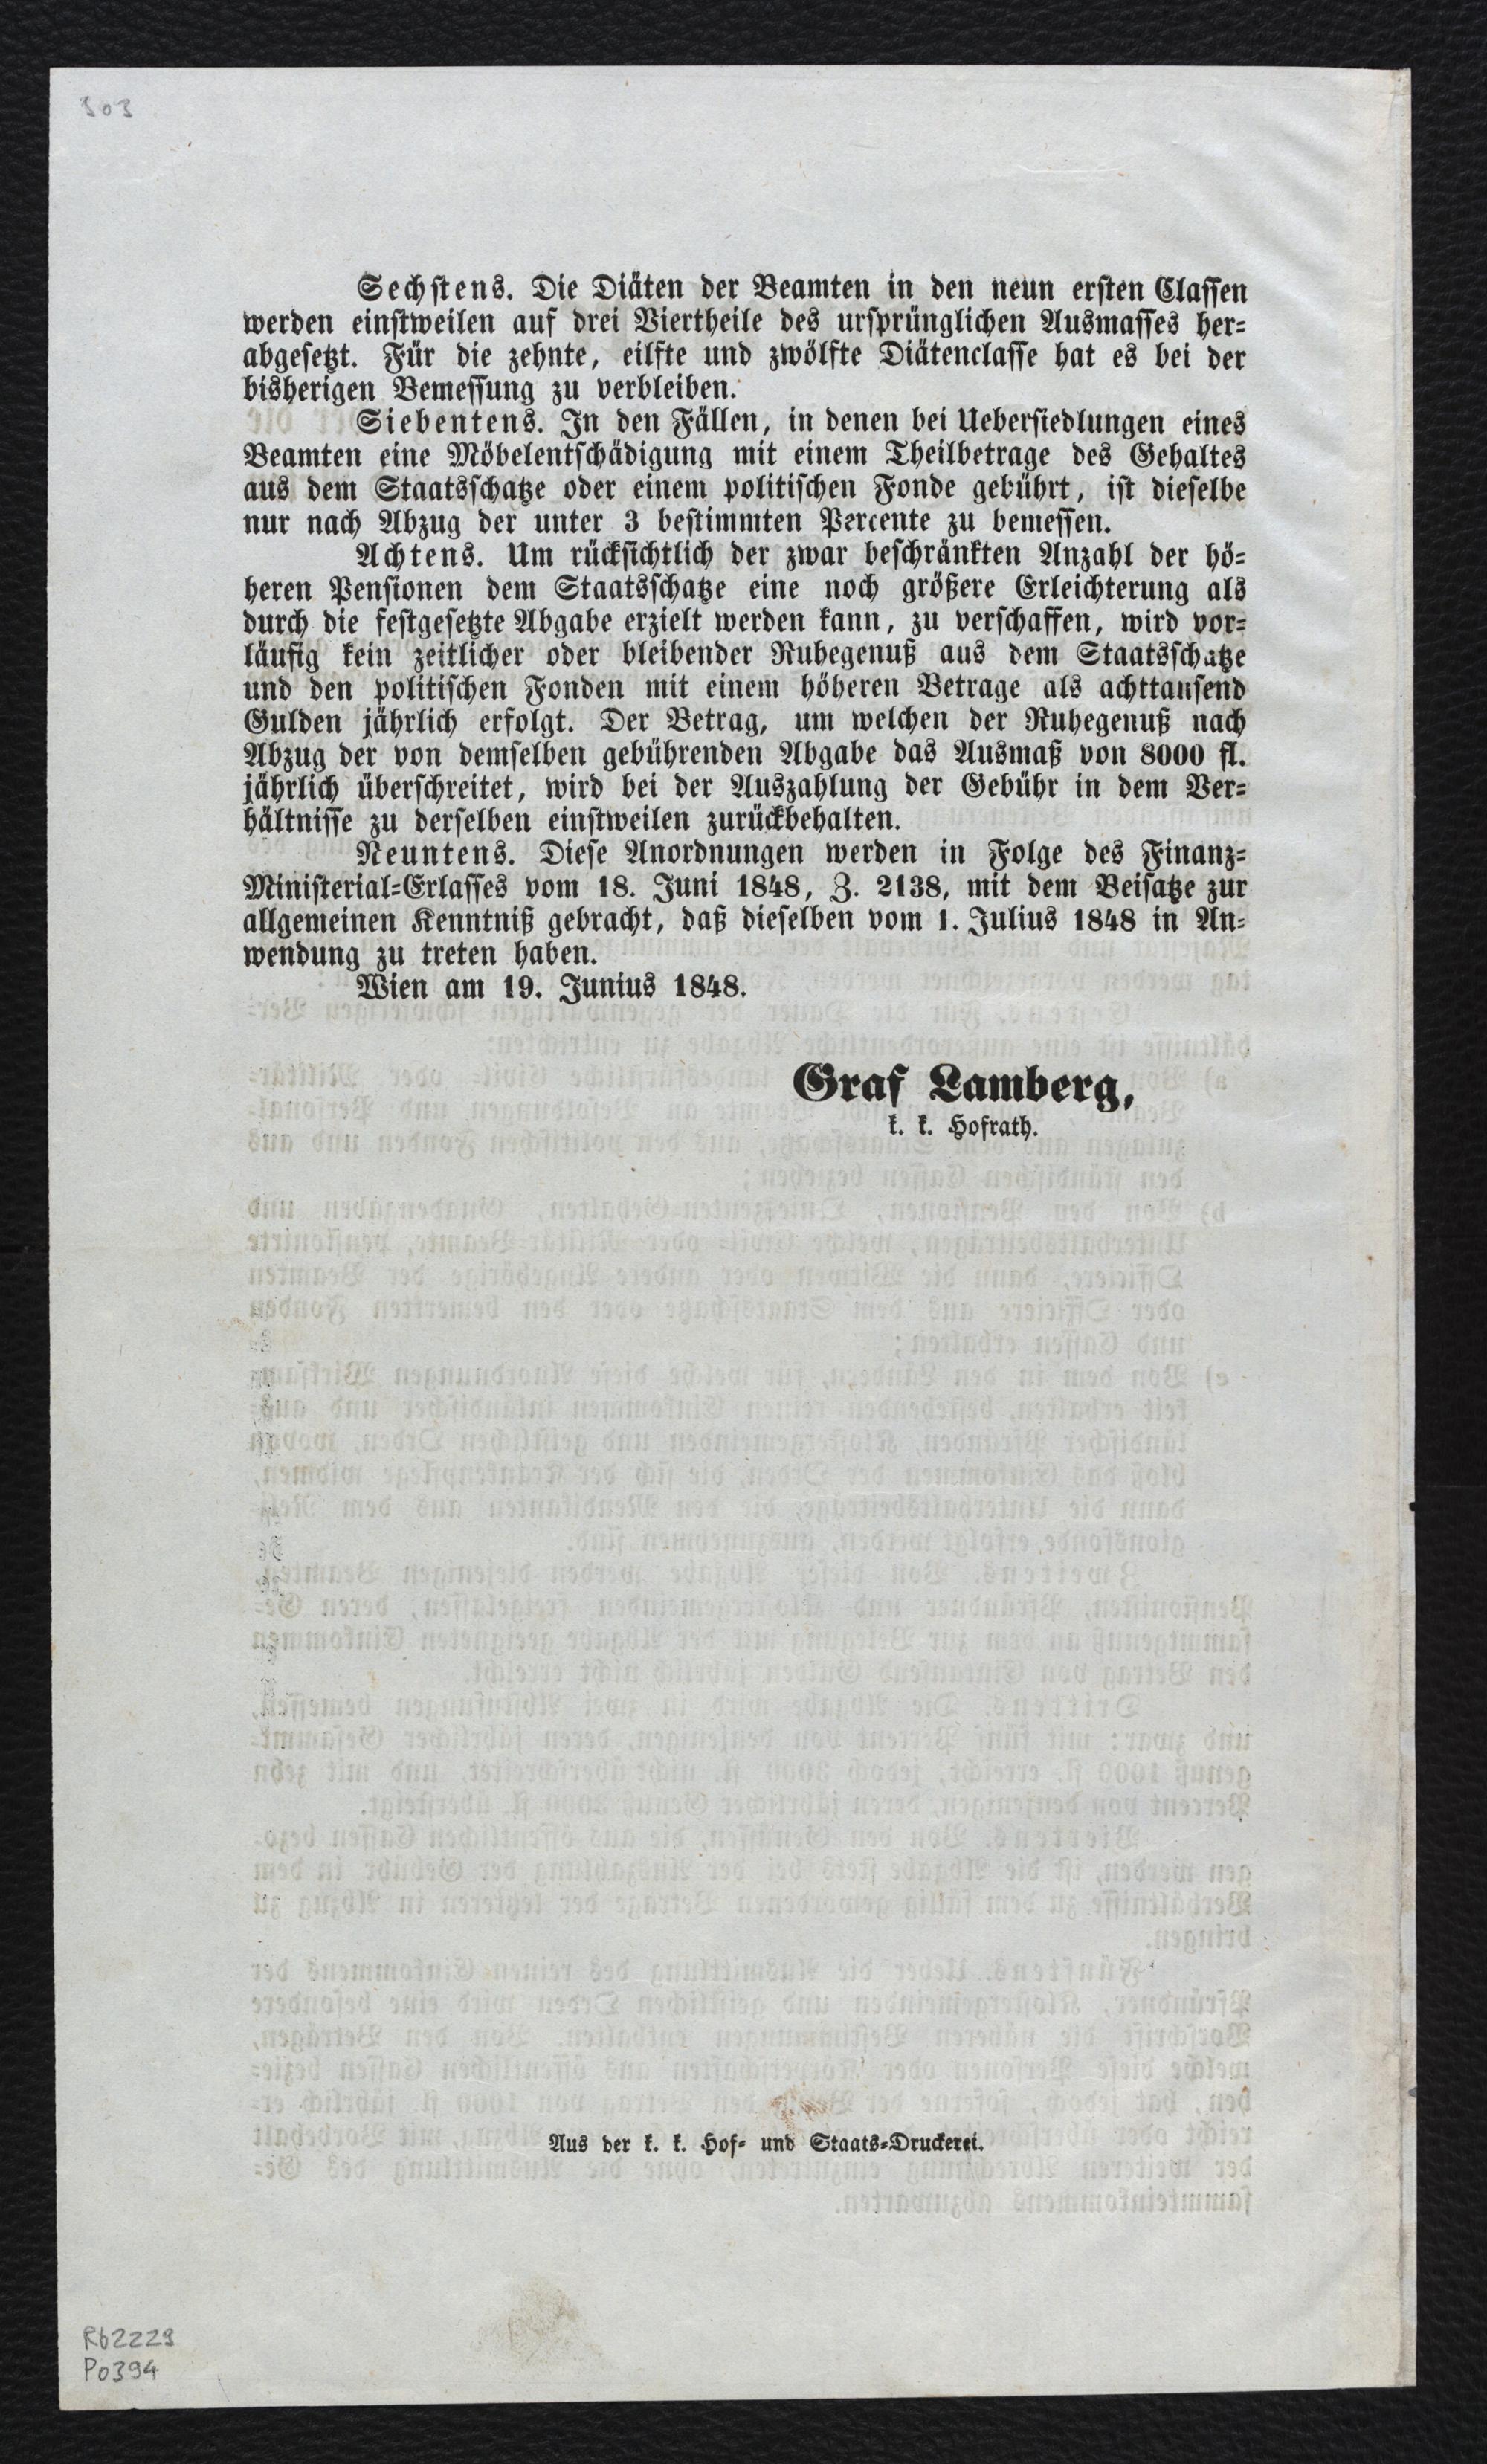 303
Sechstens. Die Diäten der Beamten in den neun ersten Classen
werden einstweilen auf drei Viertheile des ursprünglichen Ausmasses her=
abgesetzt. Für die zehnte, eilfte und zwölfte Diätenclasse hat es bei der
bisherigen Bemessung zu verbleiben.
Siebentens. In den Fällen, in denen bei Uebersiedlungen eines
Beamten eine Möbelentschädigung mit einem Theilbetrage des Gehaltes
aus dem Staatsschatze oder einem politischen Fonde gebührt, ist dieselbe
nur nach Abzug der unter 3 bestimmten Percente zu bemessen.
Achtens. Um rücksichtlich der zwar beschränkten Anzahl der hö=
heren Pensionen dem Staatsschatze eine noch größere Erleichterung als
durch die festgesetzte Abgabe erzielt werden kann, zu verschaffen, wird vor=
läufig kein zeitlicher oder bleibender Ruhegenuß aus dem Staatsschatze
und den politischen Fonden mit einem höheren Betrage als achttausend
Gulden jährlich erfolgt. Der Betrag, um welchen der Ruhegenuß nach
Abzug der von demselben gebührenden Abgabe das Ausmaß von 8000 fl.
jährlich überschreitet, wird bei der Auszahlung der Gebühr in dem Ver=
hältnisse zu derselben einstweilen zurückbehalten.
Neuntens. Diese Anordnungen werden in Folge des Finanz=
Ministerial=Erlasses vom 18. Juni 1848, Z. 2138, mit dem Beisatze zur
allgemeinen Kenntniß gebracht, daß dieselben vom 1. Julius 1848 in An=
wendung zu treten haben.
Wien am 19. Junius 1848.
Graf Lamberg,
k. k. Hofrath.
Aus der k. k. Hof= und Staats=Druckerei.
R62229
P0394